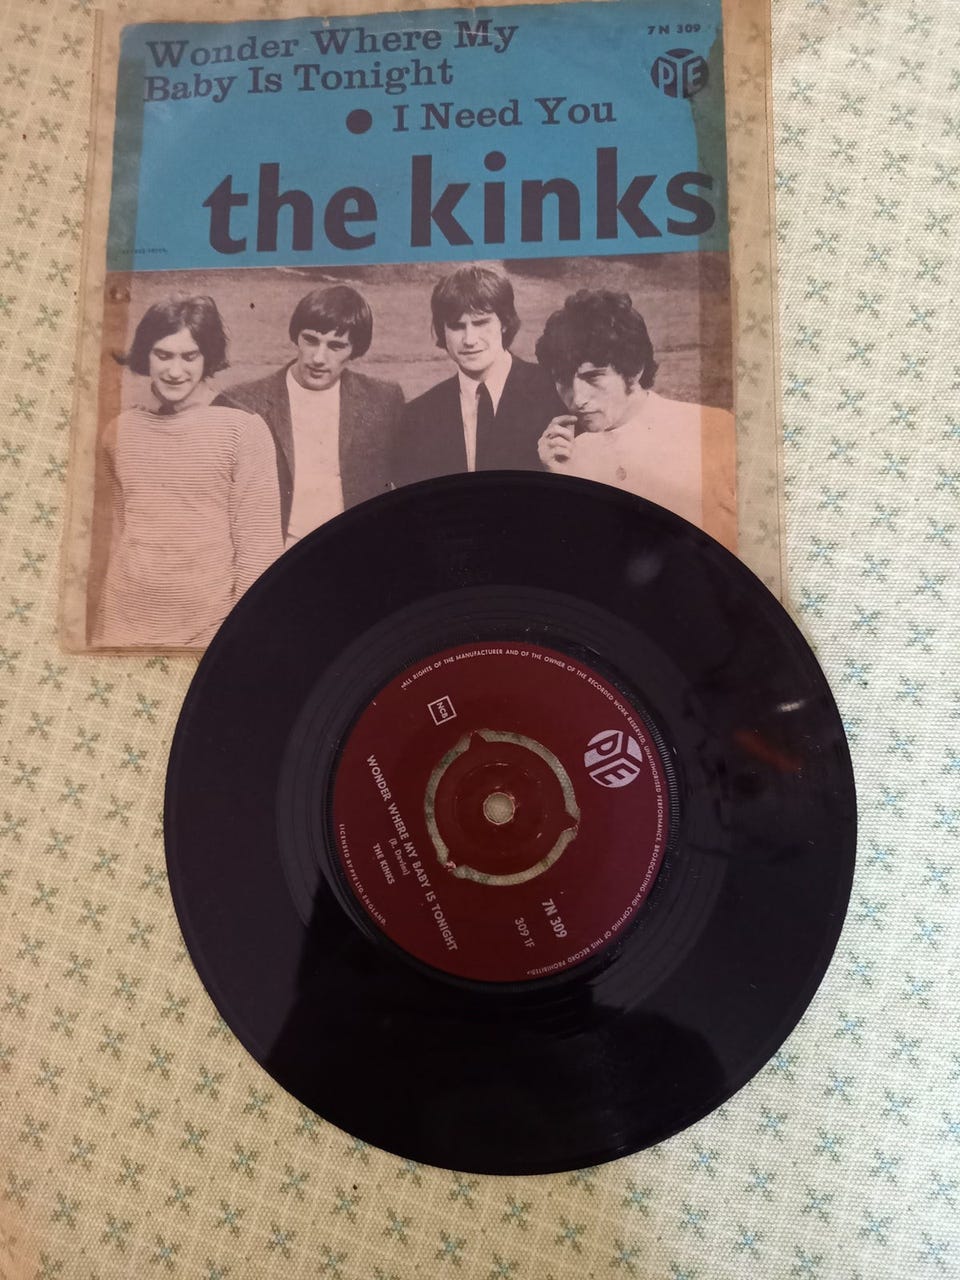 Wonder Where My
7N 309
Baby Is Tonight
PYE
I Need You
the kinks
·ALL RIGHTS OF THE MANUFACTURER AND OF THE OWNER OF THE RECORDED WORK RESERVED. UNAUTHORISED PERFORMANCE, BROADCASTING AND COPYING OF THIS RECORD PROHIBITED·
NCB
PYE
WONDER WHERE MY BABY IS TONIGHT
(R. Davies)
THE KINKS
7N 309
309 1F
LICENSED BY PYE LTD. ENGLAND.